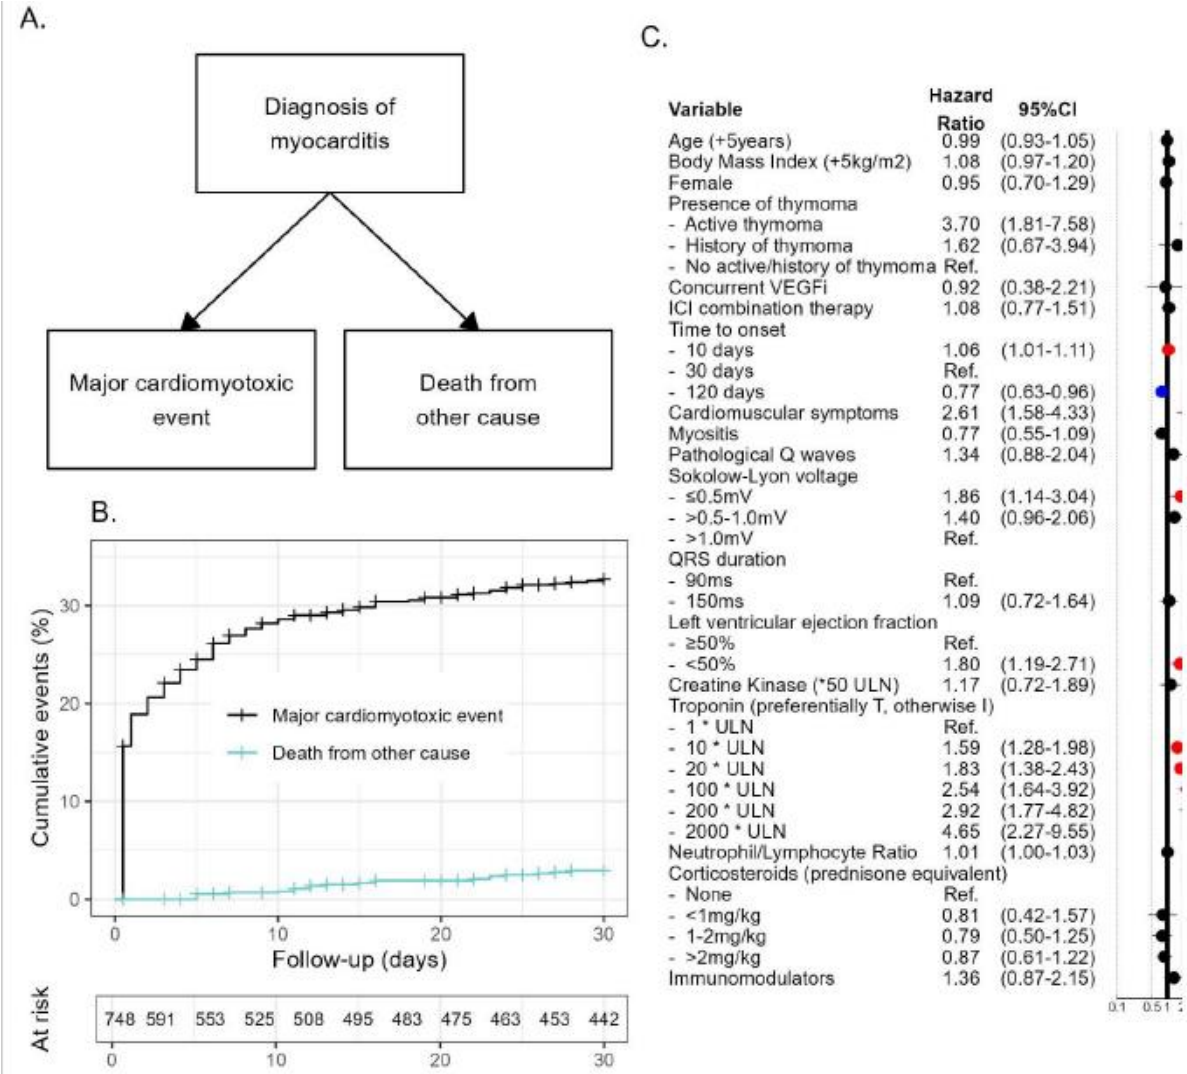 A.
Diagnosis of
myocarditis
Major cardiomyotoxic
event
Death from
other cause
B.
Cumulative events (%)
30
20
10
0
Major cardiomyotoxic event
Death from other cause
0 10 20 30
Follow-up (days)
At risk
748 591 553 525 508 495 483 475 463 453 442
0 10 20 30
C.
Variable Hazard Ratio 95%CI
Age (+5years) 0.99 (0.93-1.05)
Body Mass Index (+5kg/m2) 1.08 (0.97-1.20)
Female 0.95 (0.70-1.29)
Presence of thymoma
- Active thymoma 3.70 (1.81-7.58)
- History of thymoma 1.62 (0.67-3.94)
- No active/history of thymoma Ref.
Concurrent VEGFi 0.92 (0.38-2.21)
ICI combination therapy 1.08 (0.77-1.51)
Time to onset
- 10 days 1.06 (1.01-1.11)
- 30 days Ref.
- 120 days 0.77 (0.63-0.96)
Cardiomuscular symptoms 2.61 (1.58-4.33)
Myositis 0.77 (0.55-1.09)
Pathological Q waves 1.34 (0.88-2.04)
Sokolow-Lyon voltage
- ≤0.5mV 1.86 (1.14-3.04)
- >0.5-1.0mV 1.40 (0.96-2.06)
- >1.0mV Ref.
QRS duration
- 90ms Ref.
- 150ms 1.09 (0.72-1.64)
Left ventricular ejection fraction
- ≥50% Ref.
- <50% 1.80 (1.19-2.71)
Creatine Kinase (*50 ULN) 1.17 (0.72-1.89)
Troponin (preferentially T, otherwise I)
- 1 * ULN Ref.
- 10 * ULN 1.59 (1.28-1.98)
- 20 * ULN 1.83 (1.38-2.43)
- 100 * ULN 2.54 (1.64-3.92)
- 200 * ULN 2.92 (1.77-4.82)
- 2000 * ULN 4.65 (2.27-9.55)
Neutrophil/Lymphocyte Ratio 1.01 (1.00-1.03)
Corticosteroids (prednisone equivalent)
- None Ref.
- <1mg/kg 0.81 (0.42-1.57)
- 1-2mg/kg 0.79 (0.50-1.25)
- >2mg/kg 0.87 (0.61-1.22)
Immunomodulators 1.36 (0.87-2.15)
0.1 0.5 1